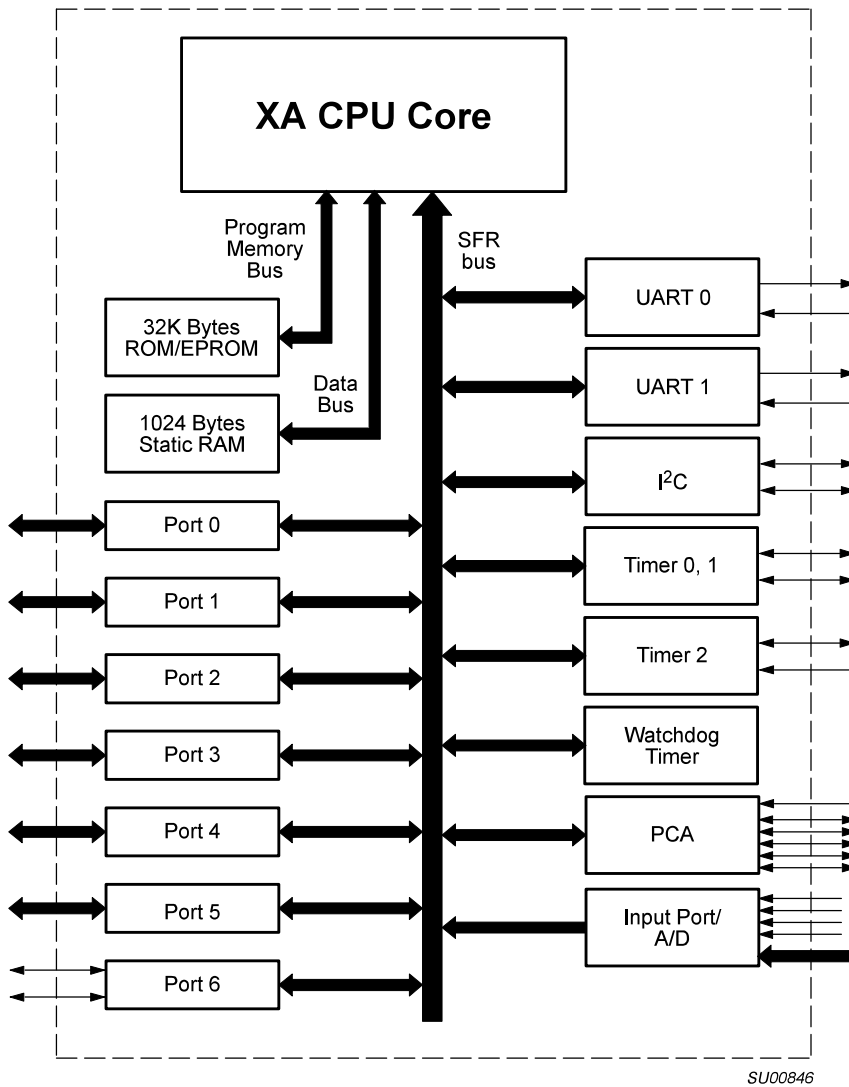 XA CPU Core
Program
Memory
Bus
SFR
bus
UART 0
32K Bytes
ROM/EPROM
Data
Bus
UART 1
1024 Bytes
Static RAM
I²C
Port 0
Timer 0, 1
Port 1
Port 2
Timer 2
Port 3
Watchdog
Timer
Port 4
PCA
Port 5
Input Port/
A/D
Port 6
SU00846